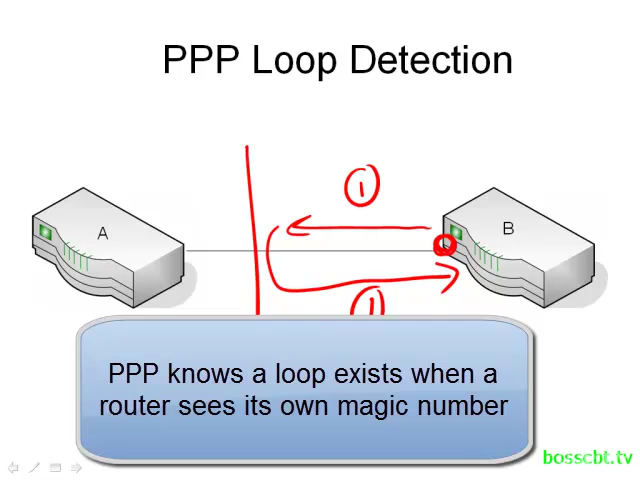 PPP Loop Detection
1
A
B
1
PPP knows a loop exists when a
router sees its own magic number
bosscbt.tv